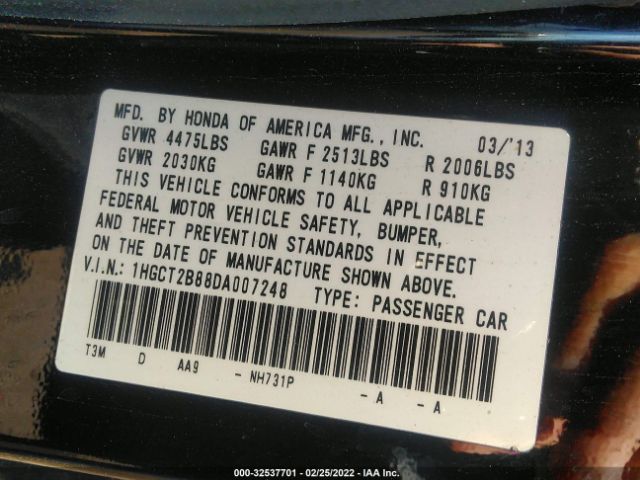 MFD. BY HONDA OF AMERICA MFG., INC. 03/'13
GVWR 4475LBS GAWR F 2513LBS R 2006LBS
GVWR 2030KG GAWR F 1140KG R 910KG
THIS VEHICLE CONFORMS TO ALL APPLICABLE
FEDERAL MOTOR VEHICLE SAFETY, BUMPER,
AND THEFT PREVENTION STANDARDS IN EFFECT
ON THE DATE OF MANUFACTURE SHOWN ABOVE.
V.I.N.: 1HGCT2B88DA007248 TYPE: PASSENGER CAR
T3M D AA9 - NH731P - A - A
000-32537701 - 02/25/2022 - IAA Inc.